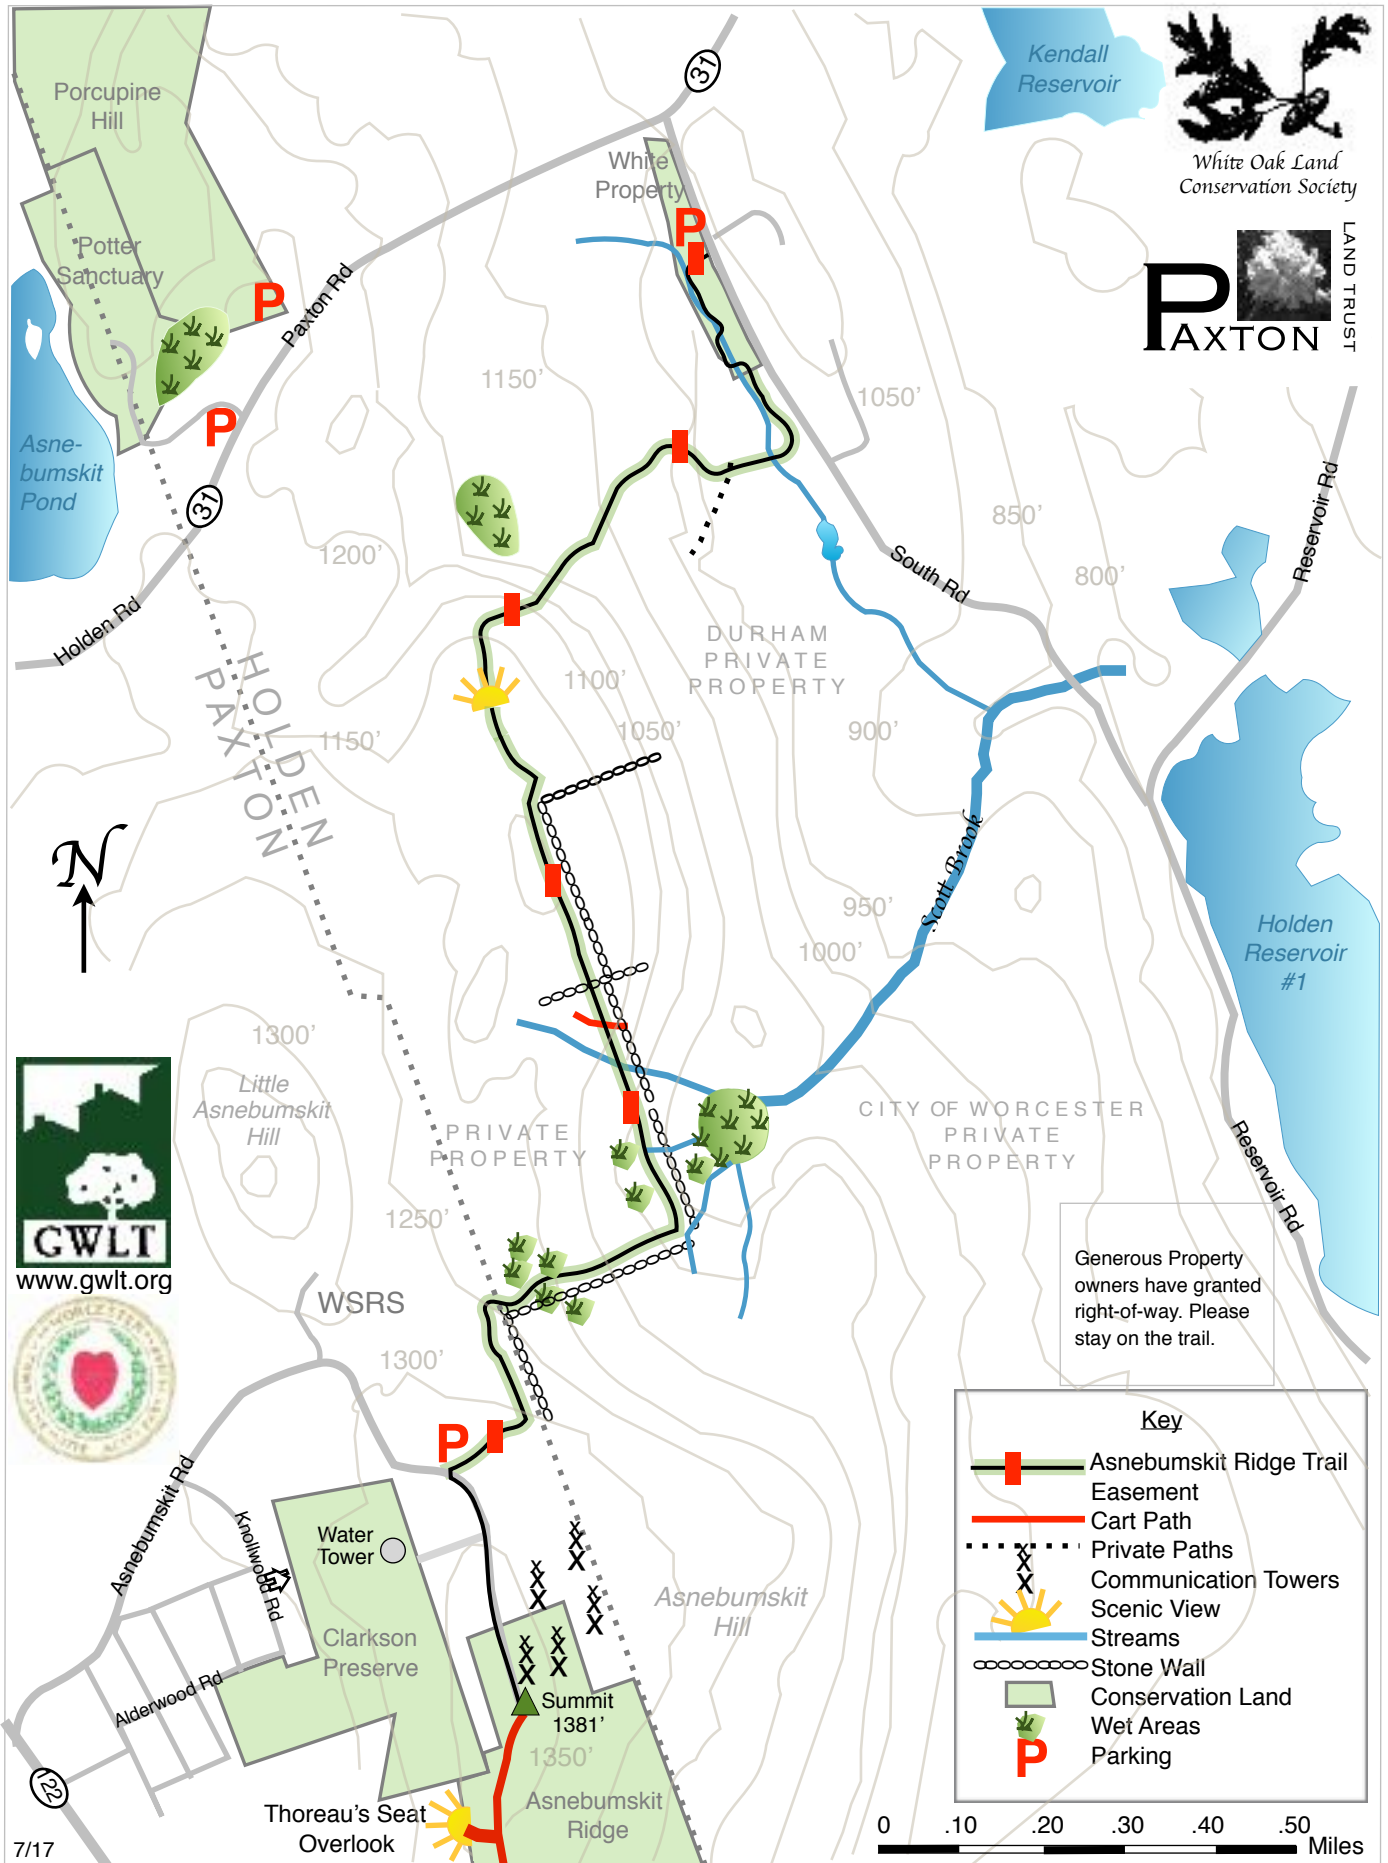 Porcupine
Hill
31
Kendall
Reservoir
White Oak Land
Conservation Society
White
Property
P
Potter
Sanctuary
P
Paxton Rd
PAXTON
LAND TRUST
1150'
1050'
P
Asne-
bumskit
Pond
31
Reservoir Rd
850'
1200'
South Rd
800'
Holden Rd
DURHAM
PRIVATE
PROPERTY
HOLDEN
PAXTON
1100'
1050'
1150'
900'
N
Scott Brook
950'
1000'
Holden
Reservoir
#1
1300'
Little
Asnebumskit
Hill
PRIVATE
PROPERTY
CITY OF WORCESTER
PRIVATE
PROPERTY
Reservoir Rd
1250'
GWLT
www.gwlt.org
WSRS
Generous Property
owners have granted
right-of-way. Please
stay on the trail.
1300'
P
Asnebumskit Rd
Knollwood Rd
Water
Tower
Asnebumskit
Hill
Clarkson
Preserve
Alderwood Rd
Summit
1381'
1350'
122
Thoreau's Seat
Overlook
Asnebumskit
Ridge
7/17
Key
Asnebumskit Ridge Trail
Easement
Cart Path
Private Paths
Communication Towers
Scenic View
Streams
Stone Wall
Conservation Land
Wet Areas
P Parking
0 .10 .20 .30 .40 .50
Miles